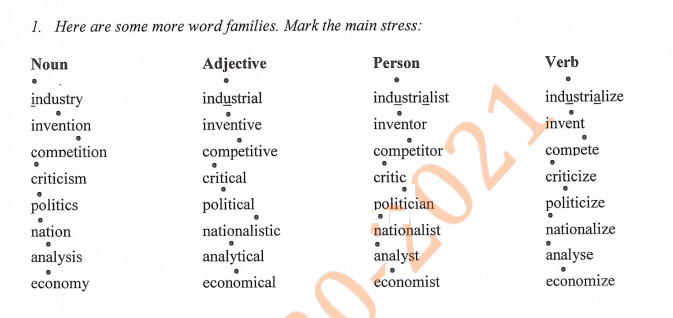 1. Here are some more word families. Mark the main stress:
Noun Adjective Person Verb
industry industrial industrialist industrialize
invention inventive inventor invent
competition competitive competitor compete
criticism critical critic criticize
politics political politician politicize
nation nationalistic nationalist nationalize
analysis analytical analyst analyse
economy economical economist economize